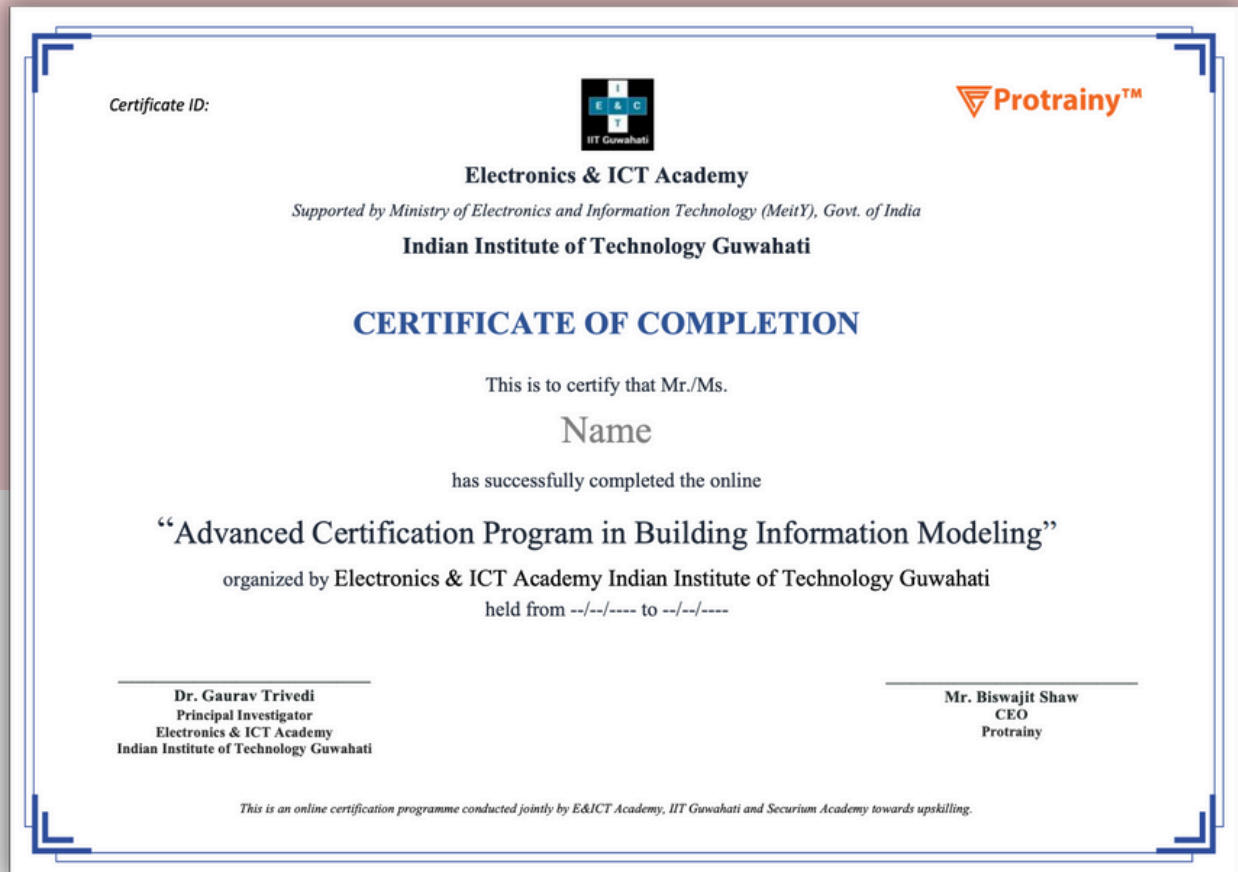 Certificate ID:
I
E & C
T
IIT Guwahati
Protrainy™
Electronics & ICT Academy
Supported by Ministry of Electronics and Information Technology (MeitY), Govt. of India
Indian Institute of Technology Guwahati
CERTIFICATE OF COMPLETION
This is to certify that Mr./Ms.
Name
has successfully completed the online
“Advanced Certification Program in Building Information Modeling”
organized by Electronics & ICT Academy Indian Institute of Technology Guwahati
held from --/--/---- to --/--/----
Dr. Gaurav Trivedi
Principal Investigator
Electronics & ICT Academy
Indian Institute of Technology Guwahati
Mr. Biswajit Shaw
CEO
Protrainy
This is an online certification programme conducted jointly by E&ICT Academy, IIT Guwahati and Securium Academy towards upskilling.